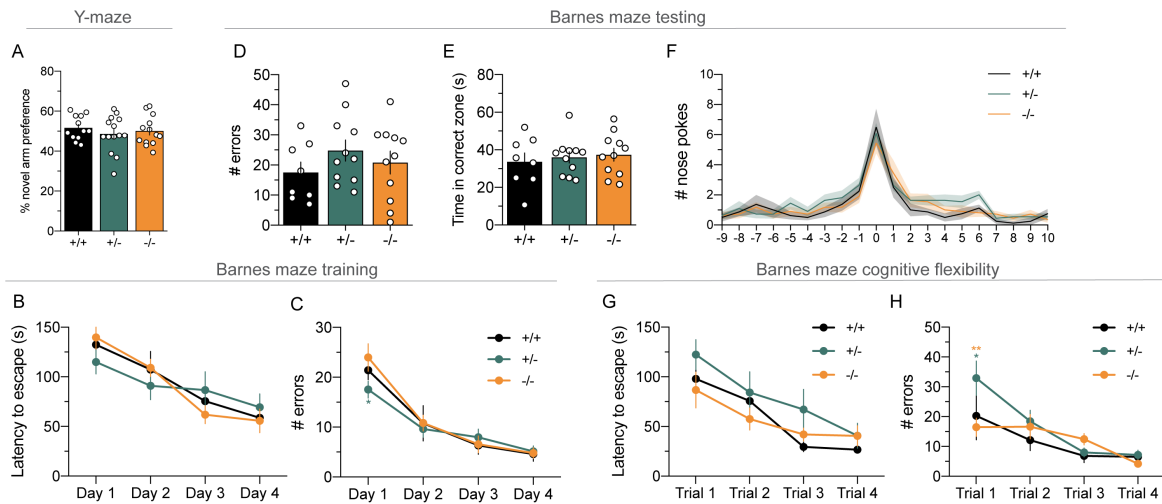 Y-maze
Barnes maze testing
A
% novel arm preference
80
60
40
20
0
+/+ +/- -/-
D
# errors
50
40
30
20
10
0
+/+ +/- -/-
E
Time in correct zone (s)
80
60
40
20
0
+/+ +/- -/-
F
# nose pokes
10
8
6
4
2
0
-9 -8 -7 -6 -5 -4 -3 -2 -1 0 1 2 3 4 5 6 7 8 9 10
+/+
+/-
-/-
Barnes maze training
Barnes maze cognitive flexibility
B
Latency to escape (s)
150
100
50
0
Day 1 Day 2 Day 3 Day 4
C
# errors
30
20
10
0
*
Day 1 Day 2 Day 3 Day 4
+/+
+/-
-/-
G
Latency to escape (s)
150
100
50
0
Trial 1 Trial 2 Trial 3 Trial 4
+/+
+/-
-/-
H
# errors
50
40
30
20
10
0
**
*
Trial 1 Trial 2 Trial 3 Trial 4
+/+
+/-
-/-